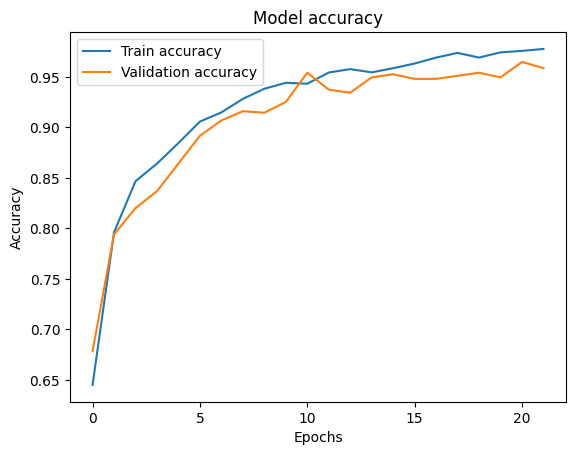 Model accuracy
Train accuracy
Validation accuracy
Accuracy
0.95
0.90
0.85
0.80
0.75
0.70
0.65
0 5 10 15 20
Epochs